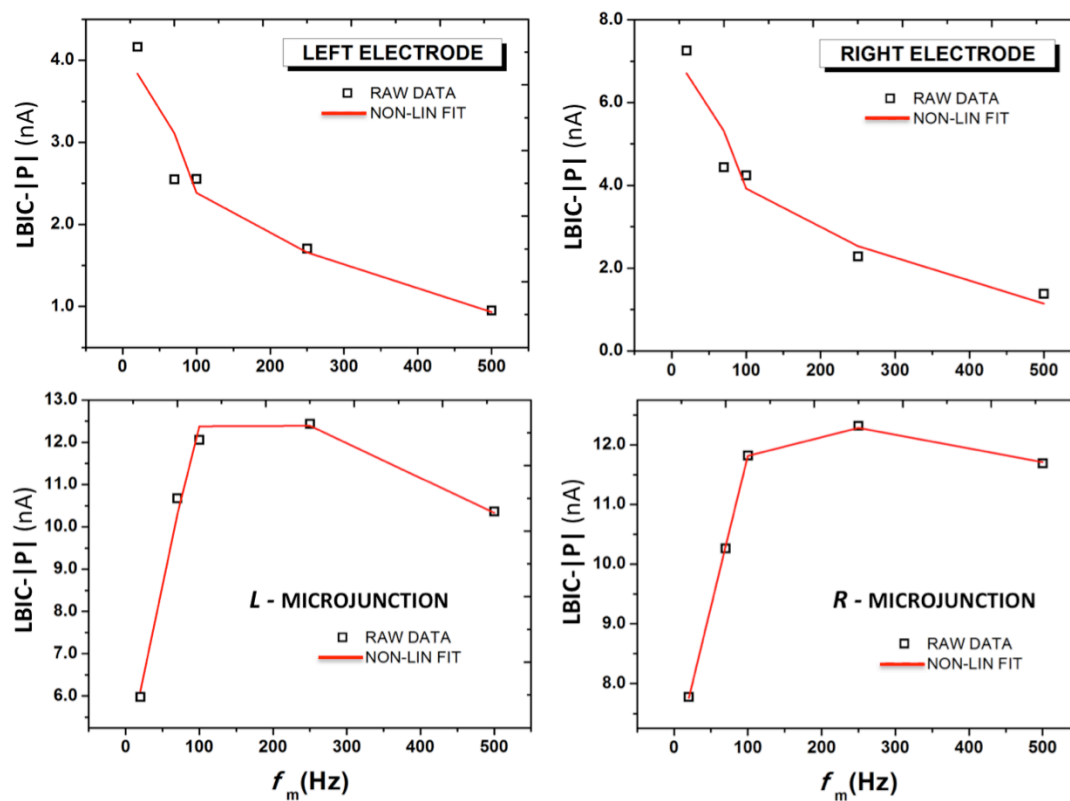 LEFT ELECTRODE
RAW DATA
NON-LIN FIT
LBIC-|P| (nA)
4.0
3.0
2.0
1.0
0 100 200 300 400 500
RIGHT ELECTRODE
RAW DATA
NON-LIN FIT
LBIC-|P| (nA)
8.0
6.0
4.0
2.0
0.0
0 100 200 300 400 500
L - MICROJUNCTION
RAW DATA
NON-LIN FIT
LBIC-|P| (nA)
13.0
12.0
11.0
10.0
9.0
8.0
7.0
6.0
0 100 200 300 400 500
f m (Hz)
R - MICROJUNCTION
RAW DATA
NON-LIN FIT
LBIC-|P| (nA)
12.0
11.0
10.0
9.0
8.0
0 100 200 300 400 500
f m (Hz)